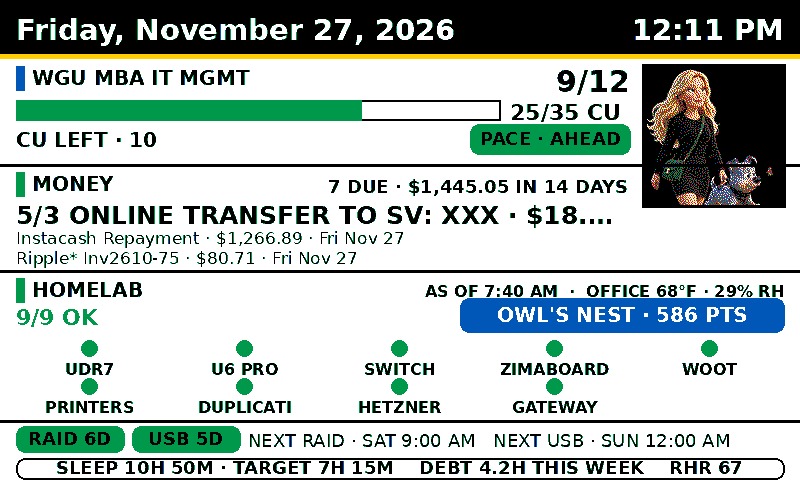 Friday, November 27, 2026 12:11 PM
WGU MBA IT MGMT 9/12
25/35 CU
CU LEFT · 10 PACE · AHEAD
MONEY 7 DUE · $1,445.05 IN 14 DAYS
5/3 ONLINE TRANSFER TO SV: XXX · $18....
Instacash Repayment · $1,266.89 · Fri Nov 27
Ripple* Inv2610-75 · $80.71 · Fri Nov 27
HOMELAB AS OF 7:40 AM · OFFICE 68°F · 29% RH
9/9 OK OWL'S NEST · 586 PTS
UDR7 U6 PRO SWITCH ZIMABOARD WOOT
PRINTERS DUPLICATI HETZNER GATEWAY
RAID 6D USB 5D NEXT RAID · SAT 9:00 AM NEXT USB · SUN 12:00 AM
SLEEP 10H 50M · TARGET 7H 15M DEBT 4.2H THIS WEEK RHR 67